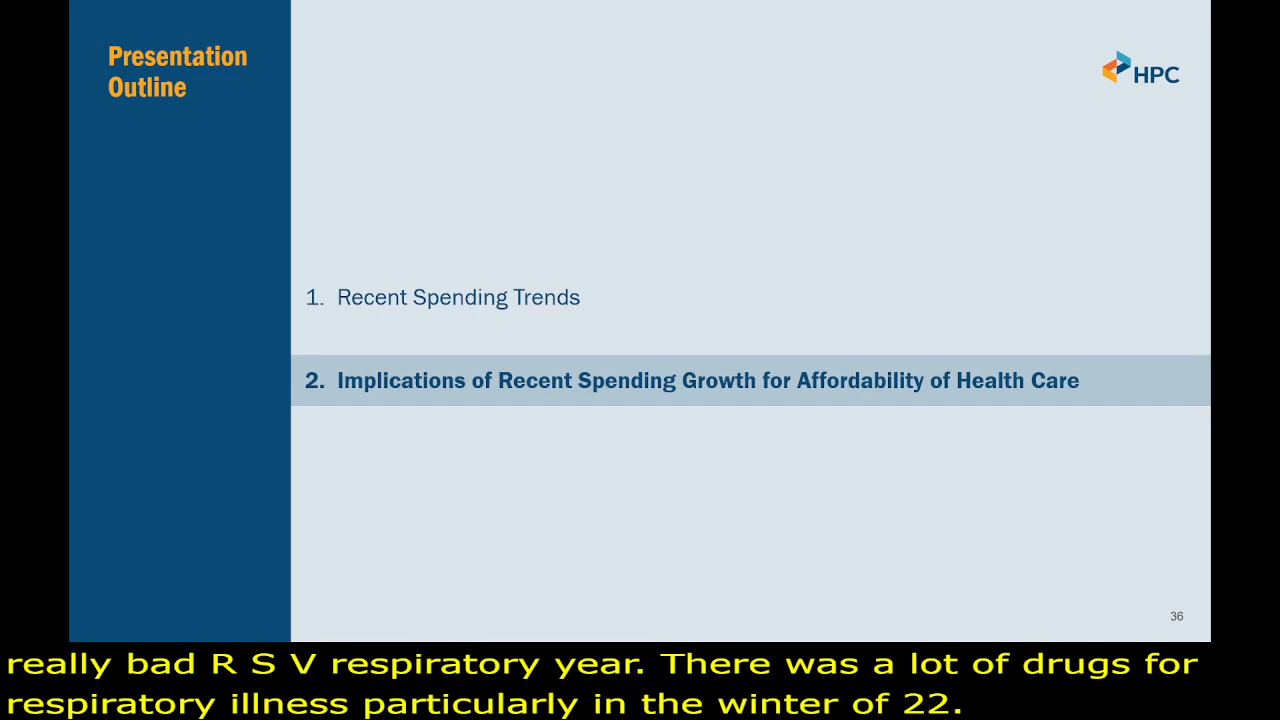 Presentation
Outline
HPC
1. Recent Spending Trends
2. Implications of Recent Spending Growth for Affordability of Health Care
36
really bad R S V respiratory year. There was a lot of drugs for
respiratory illness particularly in the winter of 22.